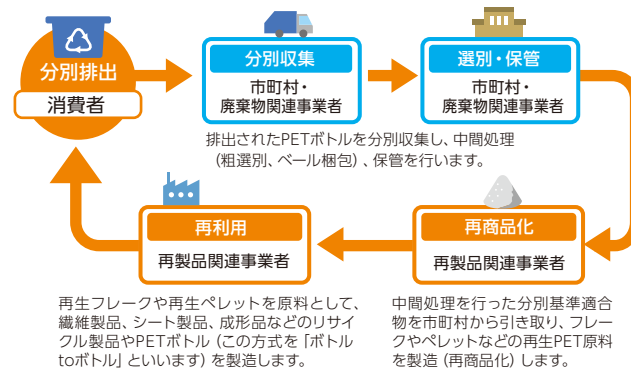 分別排出
消費者
分別収集
市町村・
廃棄物関連事業者
選別・保管
市町村・
廃棄物関連事業者
排出されたPETボトルを分別収集し、中間処理
（粗選別、ベール梱包）、保管を行います。
再商品化
再製品関連事業者
中間処理を行った分別基準適合
物を市町村から引き取り、フレー
クやペレットなどの再生PET原料
を製造（再商品化）します。
再利用
再製品関連事業者
再生フレークや再生ペレットを原料として、
繊維製品、シート製品、成形品などのリサイ
クル製品やPETボトル（この方式を「ボトル
toボトル」といいます）を製造します。